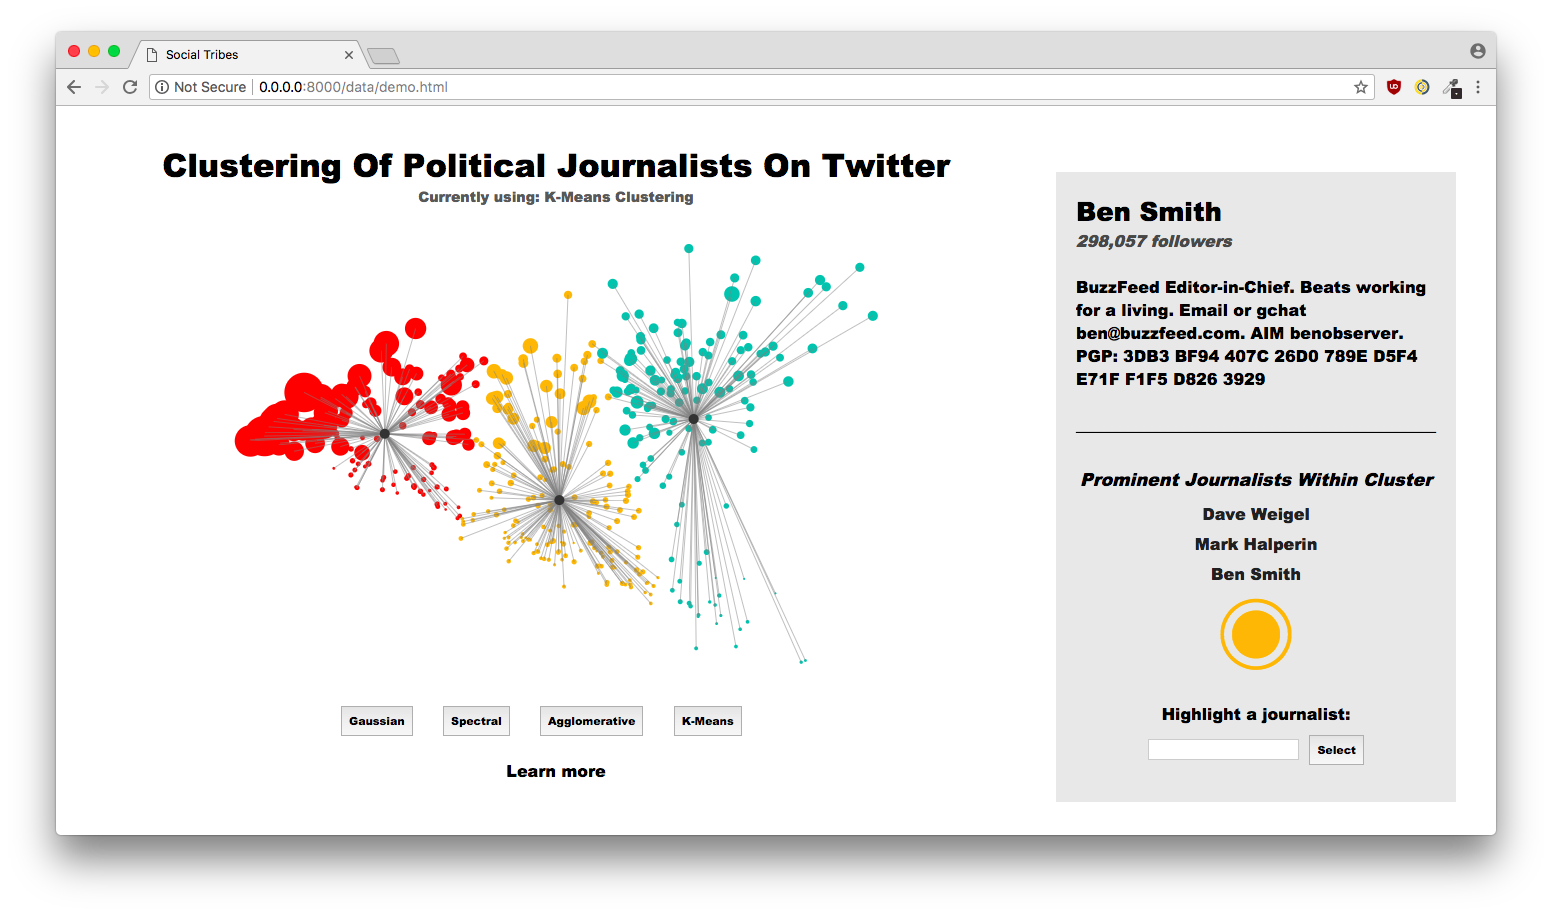 Social Tribes
Not Secure
0.0.0.0:8000/data/demo.html
Clustering Of Political Journalists On Twitter
Currently using: K-Means Clustering
Gaussian
Spectral
Agglomerative
K-Means
Learn more
Ben Smith
298,057 followers
BuzzFeed Editor-in-Chief. Beats working
for a living. Email or gchat
ben@buzzfeed.com. AIM benobserver.
PGP: 3DB3 BF94 407C 26D0 789E D5F4
E71F F1F5 D826 3929
Prominent Journalists Within Cluster
Dave Weigel
Mark Halperin
Ben Smith
Highlight a journalist:
Select